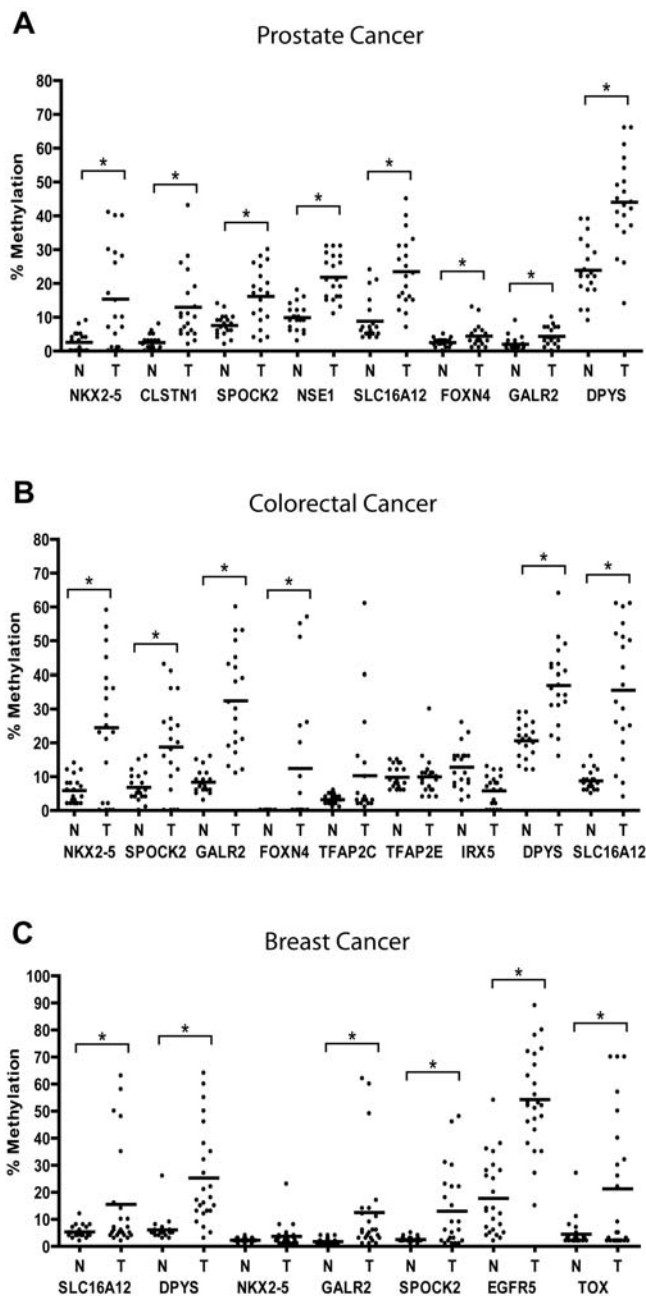 A
Prostate Cancer
80
70
60
50
40
30
20
10
0
% Methylation
* * * * * * * *
N T N T N T N T N T N T N T N T
NKX2-5 CLSTN1 SPOCK2 NSE1 SLC16A12 FOXN4 GALR2 DPYS
B
Colorectal Cancer
80
70
60
50
40
30
20
10
0
% Methylation
* * * * * *
N T N T N T N T N T N T N T N T N T
NKX2-5 SPOCK2 GALR2 FOXN4 TFAP2C TFAP2E IRX5 DPYS SLC16A12
C
Breast Cancer
100
90
80
70
60
50
40
30
20
10
0
% Methylation
* * * * * *
N T N T N T N T N T N T N T
SLC16A12 DPYS NKX2-5 GALR2 SPOCK2 EGFR5 TOX